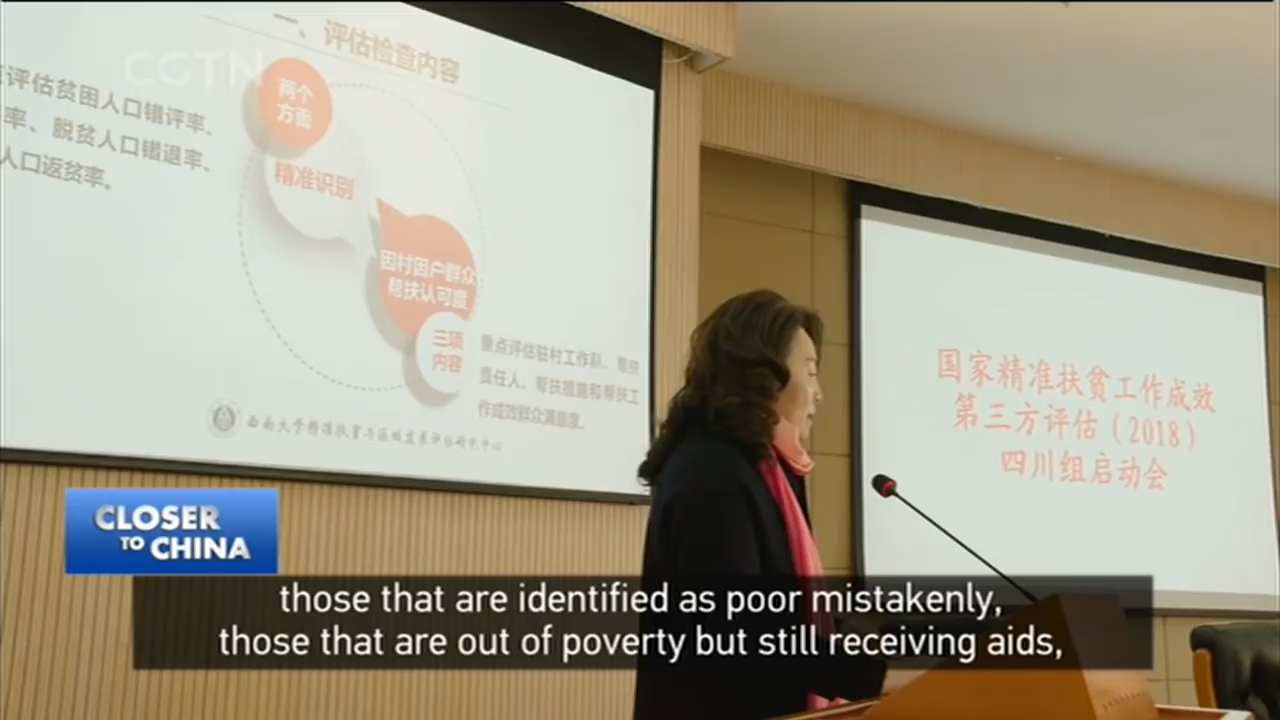 CGTN
一、评估检查内容
评估贫困人口错评率、
率、脱贫人口错退率、
人口返贫率。
两个
方面
精准识别
因村因户群众
帮扶认可度
三项
内容
重点评估驻村工作队、帮扶
责任人、帮扶措施和帮扶工
作成效群众满意度。
西南大学精准扶贫与区域发展评估研究中心
国家精准扶贫工作成效
第三方评估(2018)
四川组启动会
CLOSER
TO CHINA
those that are identified as poor mistakenly,
those that are out of poverty but still receiving aids,